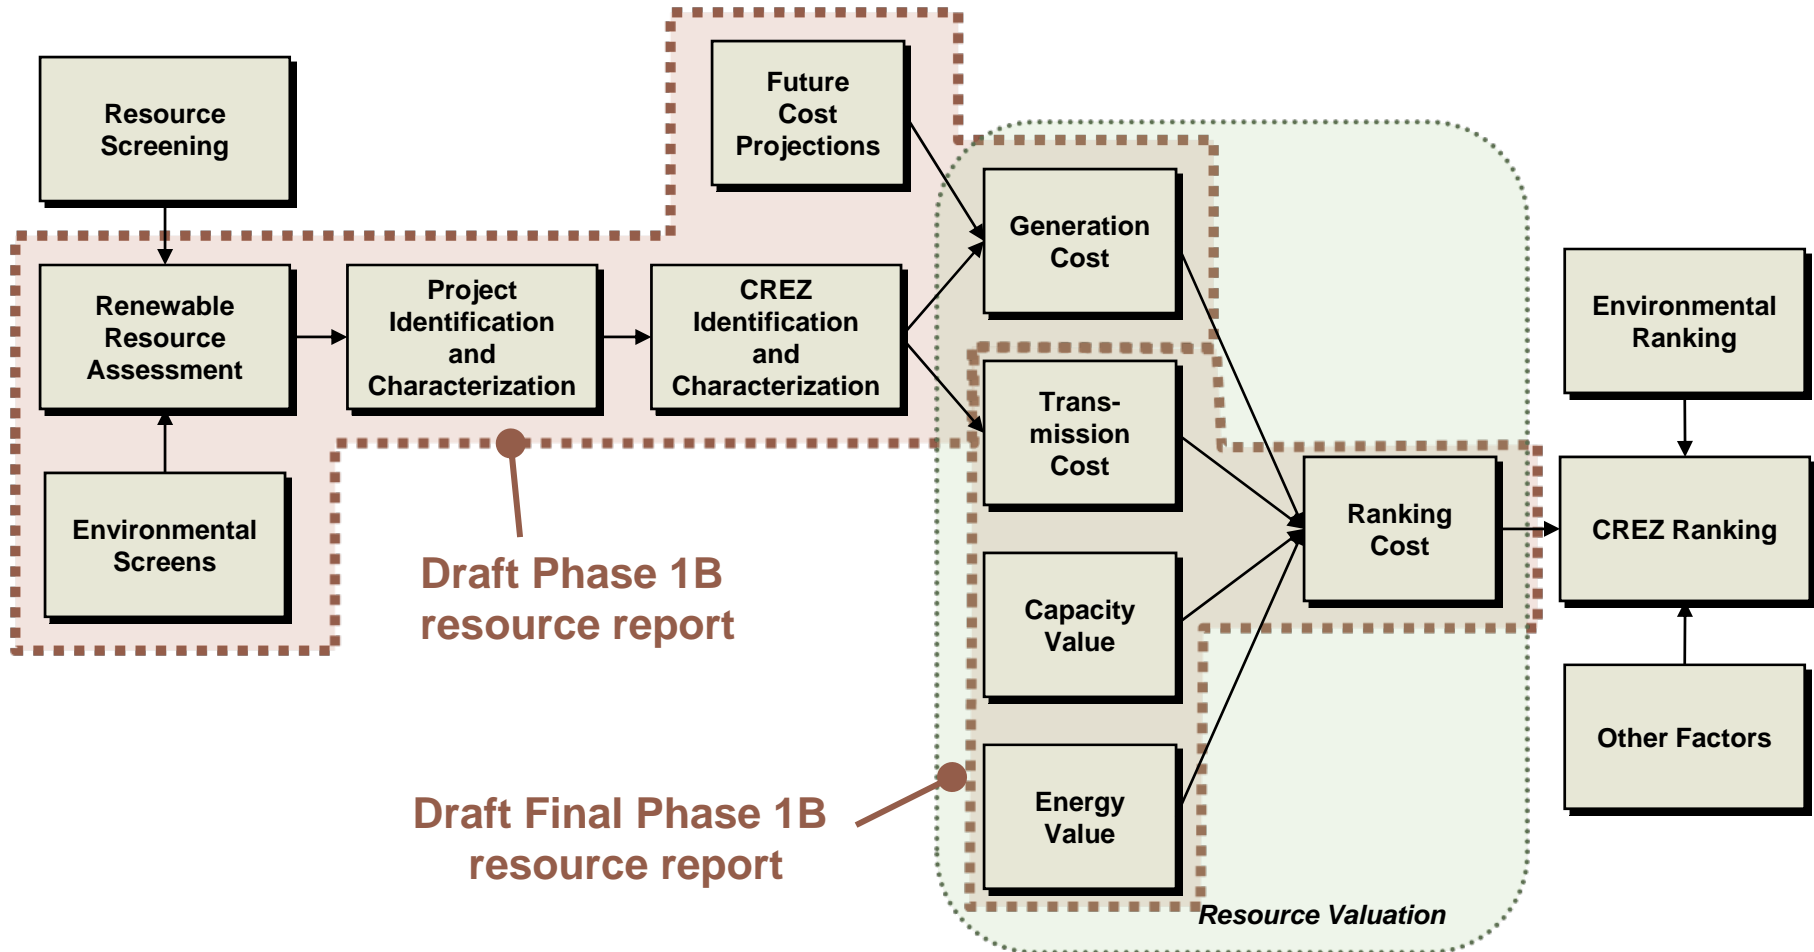 Resource
Screening
Future
Cost
Projections
Generation
Cost
Renewable
Resource
Assessment
Project
Identification
and
Characterization
CREZ
Identification
and
Characterization
Environmental
Ranking
Trans-
mission
Cost
Environmental
Screens
Ranking
Cost
CREZ Ranking
Draft Phase 1B
resource report
Capacity
Value
Other Factors
Draft Final Phase 1B
resource report
Energy
Value
Resource Valuation